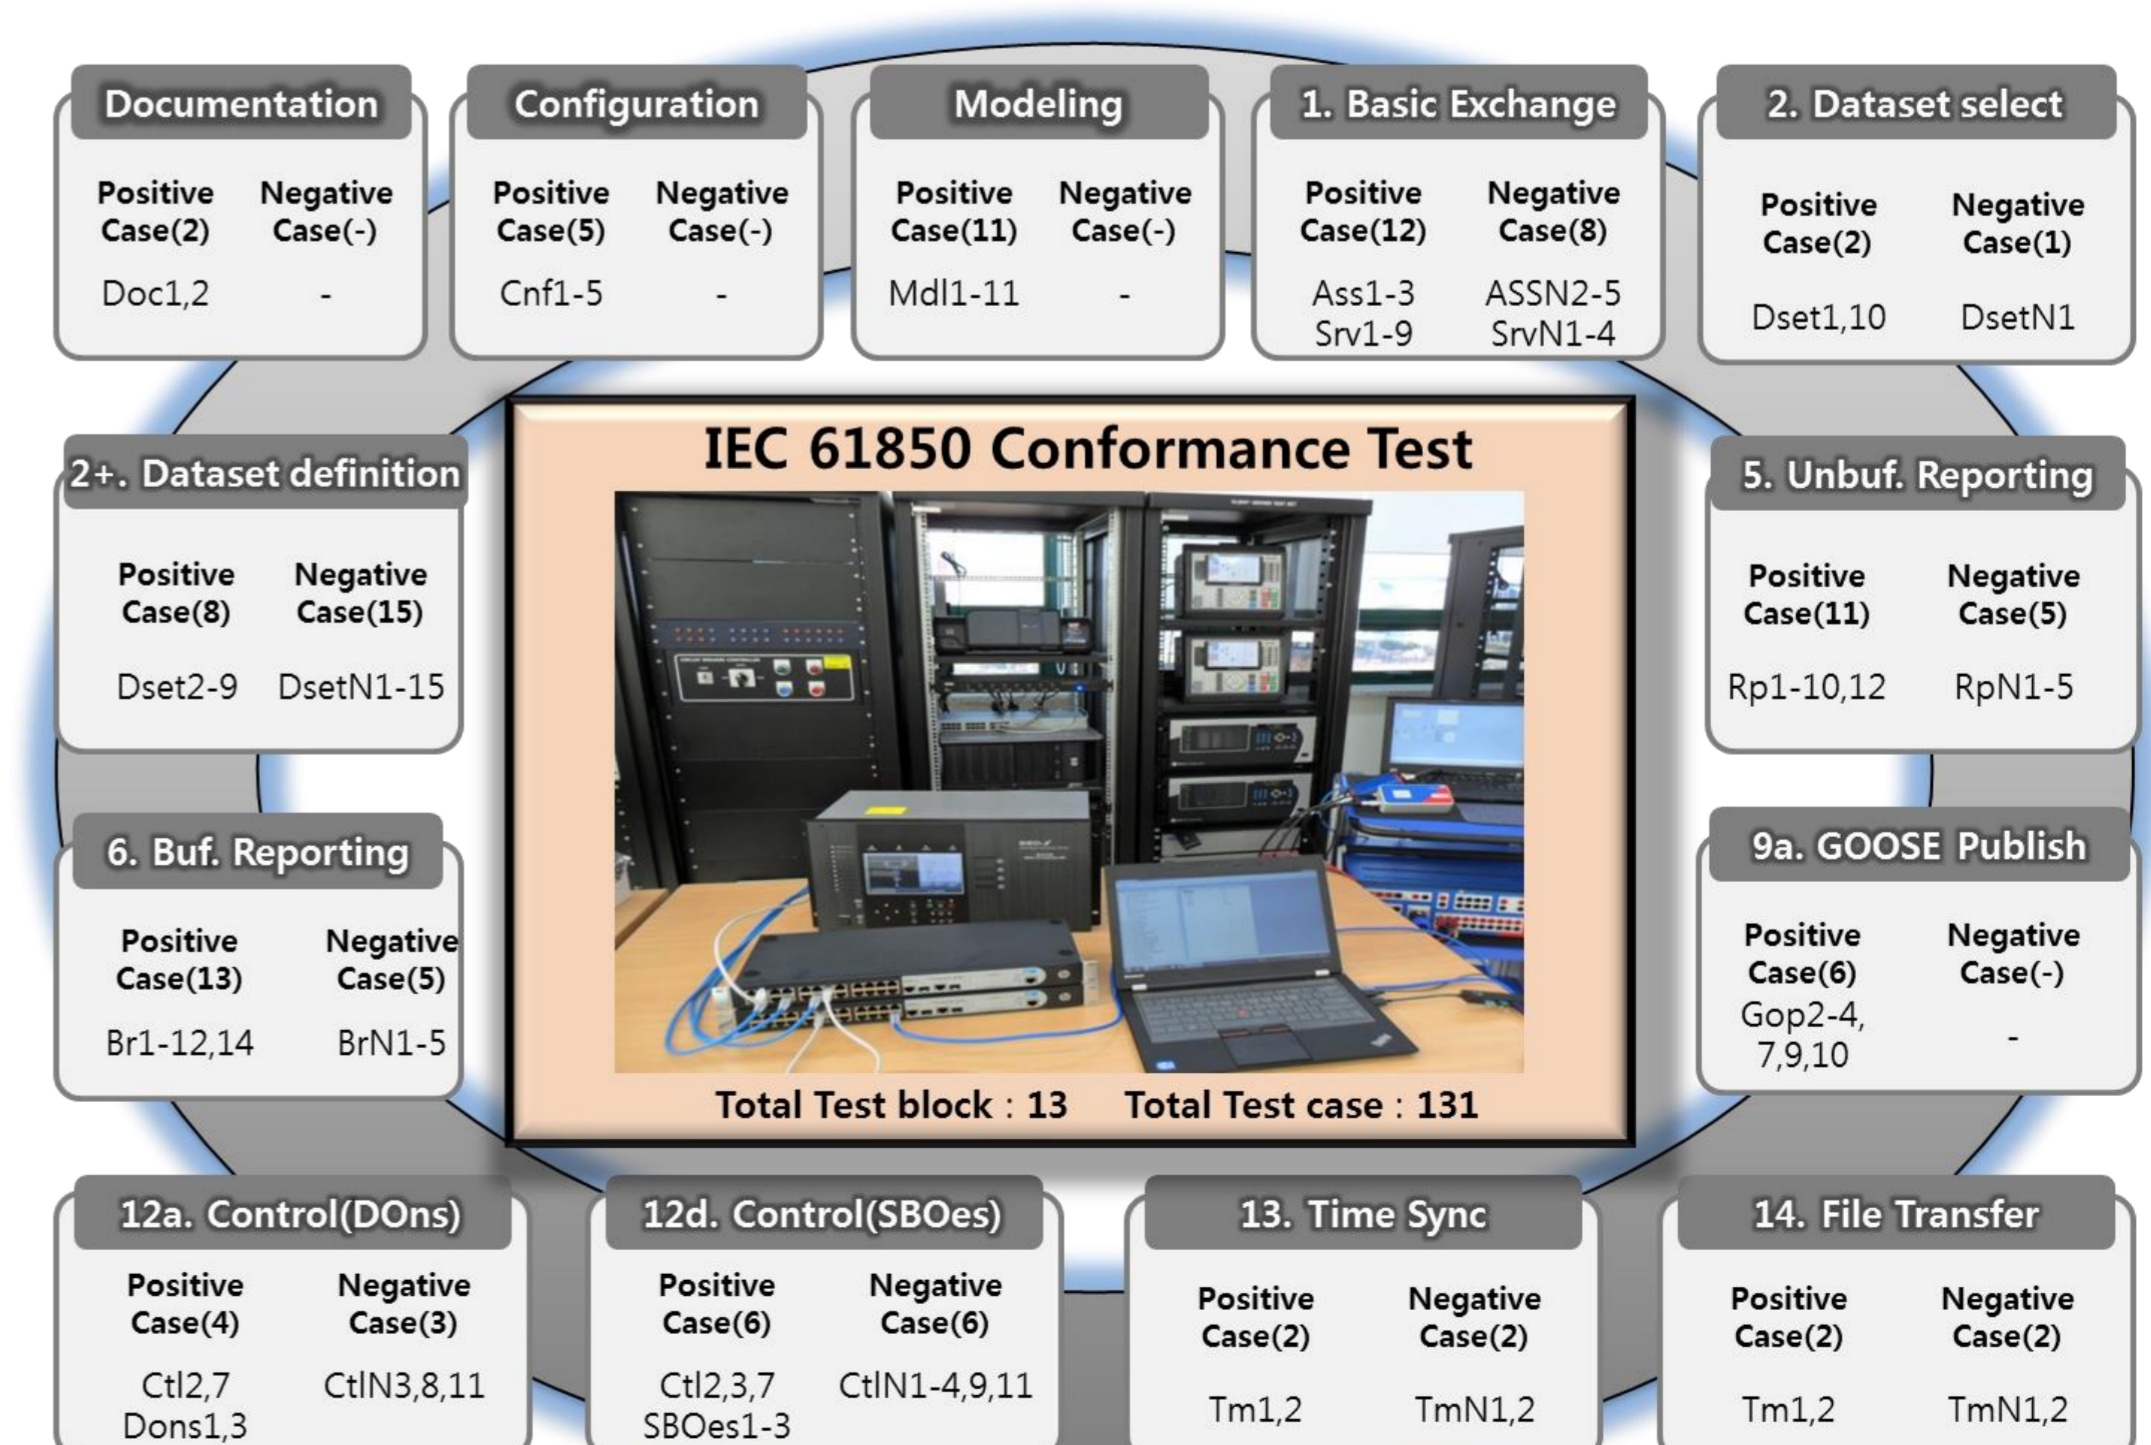 Documentation
Positive Case(2)
Negative Case(-)
Doc1,2
-
Configuration
Positive Case(5)
Negative Case(-)
Cnf1-5
-
Modeling
Positive Case(11)
Negative Case(-)
Mdl1-11
-
1. Basic Exchange
Positive Case(12)
Negative Case(8)
Ass1-3
Srv1-9
ASSN2-5
SrvN1-4
2. Dataset select
Positive Case(2)
Negative Case(1)
Dset1,10
DsetN1
2+. Dataset definition
Positive Case(8)
Negative Case(15)
Dset2-9
DsetN1-15
IEC 61850 Conformance Test
Total Test block : 13
Total Test case : 131
5. Unbuf. Reporting
Positive Case(11)
Negative Case(5)
Rp1-10,12
RpN1-5
6. Buf. Reporting
Positive Case(13)
Negative Case(5)
Br1-12,14
BrN1-5
9a. GOOSE Publish
Positive Case(6)
Negative Case(-)
Gop2-4,
7,9,10
-
12a. Control(DOns)
Positive Case(4)
Negative Case(3)
Ctl2,7
Dons1,3
CtlN3,8,11
12d. Control(SBOes)
Positive Case(6)
Negative Case(6)
Ctl2,3,7
SBOes1-3
CtlN1-4,9,11
13. Time Sync
Positive Case(2)
Negative Case(2)
Tm1,2
TmN1,2
14. File Transfer
Positive Case(2)
Negative Case(2)
Tm1,2
TmN1,2